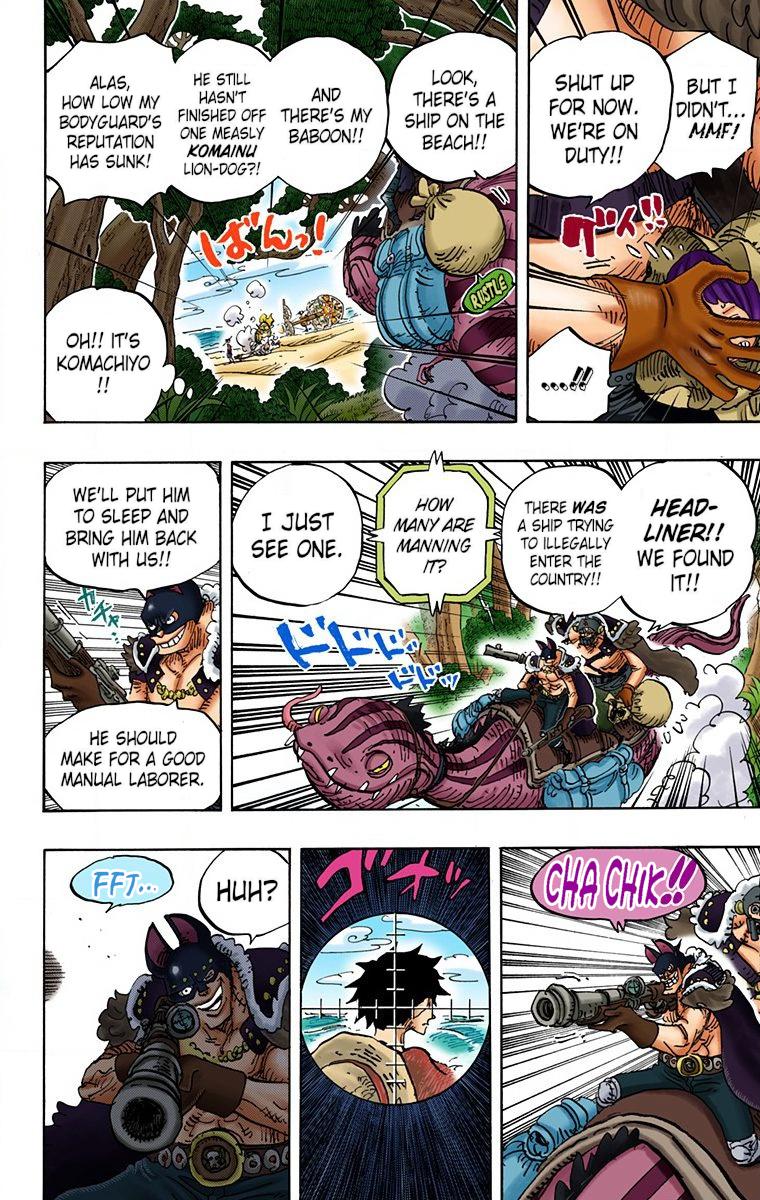 BUT I
DIDN'T...
MMF!
SHUT UP
FOR NOW.
WE'RE ON
DUTY!!
グイ!!
....!!
LOOK,
THERE'S A
SHIP ON THE
BEACH!!
AND
THERE'S MY
BABOON!!
HE STILL
HASN'T
FINISHED OFF
ONE MEASLY
KOMAINU
LION-DOG?!
ALAS,
HOW LOW MY
BODYGUARD'S
REPUTATION
HAS SUNK!
ばんっ!
RUSTLE
OH!! IT'S
KOMACHIYO
!!
HEAD-
LINER!!
WE FOUND
IT!!
THERE WAS
A SHIP TRYING
TO ILLEGALLY
ENTER THE
COUNTRY!!
HOW
MANY ARE
MANNING
IT?
I JUST
SEE ONE.
ドドドド..
ドドッ
WE'LL PUT HIM
TO SLEEP AND
BRING HIM BACK
WITH US!!
ガチャ
HE SHOULD
MAKE FOR A GOOD
MANUAL LABORER.
CHA CHIK!!
ゴオッ
HUH?
FFT...